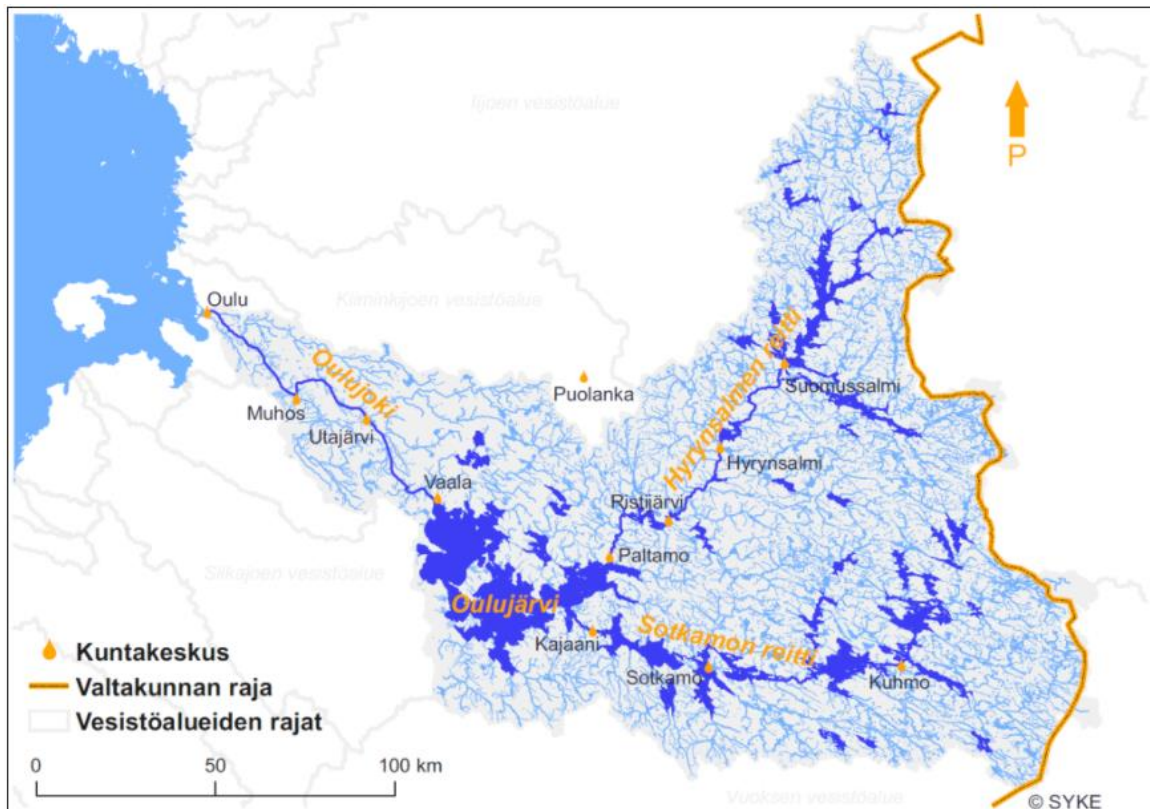 Iijoen vesistöalue
P
Kiiminkijoen vesistöalue
Oulu
Oulujoki
Hyrynsalmen reitti
Suomussalmi
Puolanka
Muhos
Utajärvi
Hyrynsalmi
Vaala
Ristijärvi
Paltamo
Siikajoen vesistöalue
Oulujärvi
Kajaani
Sotkamon reitti
Sotkamo
Kuhmo
Kuntakeskus
Valtakunnan raja
Vesistöalueiden rajat
0 50 100 km
Vuoksen vesistöalue
© SYKE